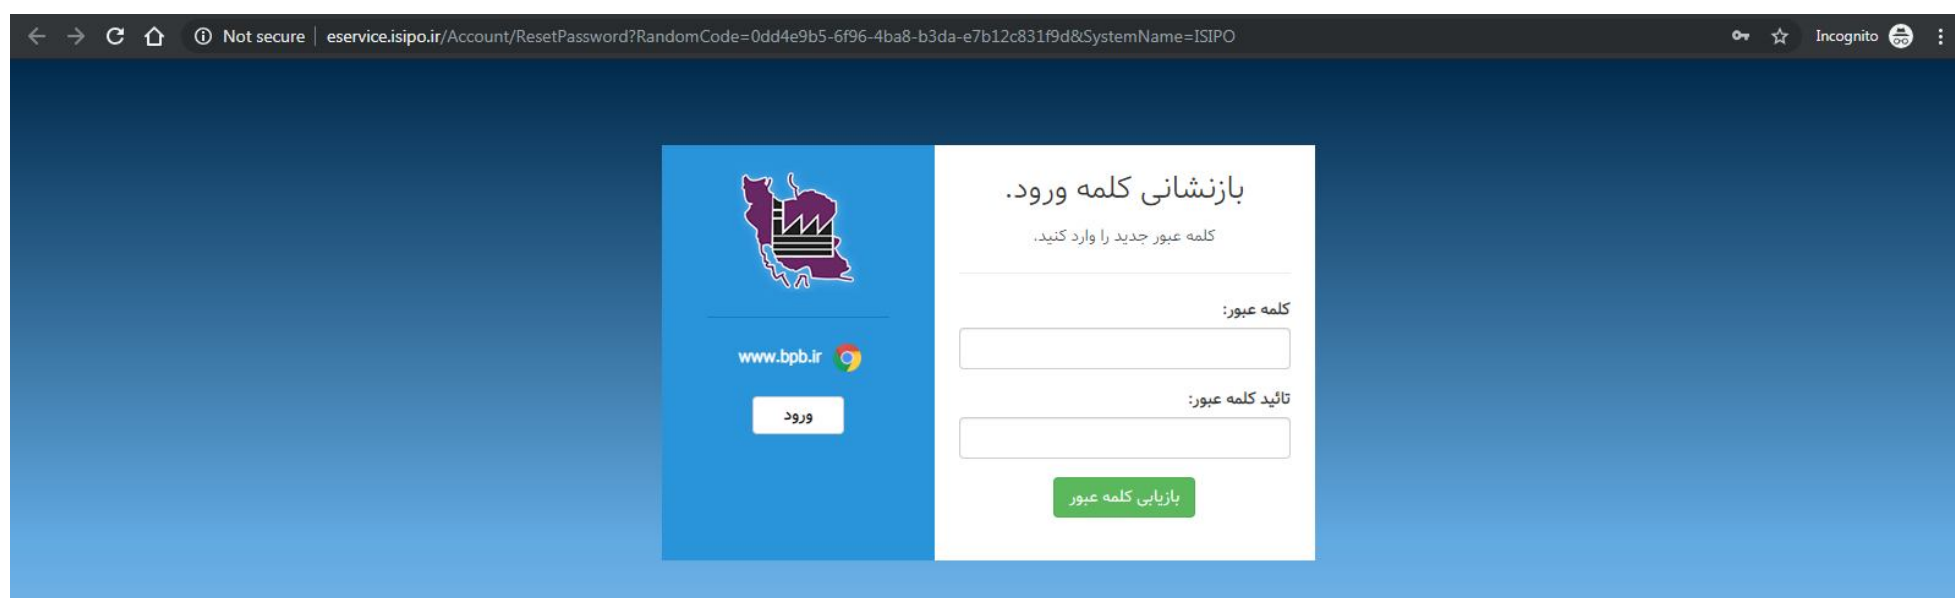 Not secure | eservice.isipo.ir/Account/ResetPassword?RandomCode=0dd4e9b5-6f96-4ba8-b3da-e7b12c831f9d&SystemName=ISIPO
Incognito
بازنشانی کلمه ورود.
کلمه عبور جدید را وارد کنید.
کلمه عبور:
تائید کلمه عبور:
بازیابی کلمه عبور
www.bpb.ir
ورود